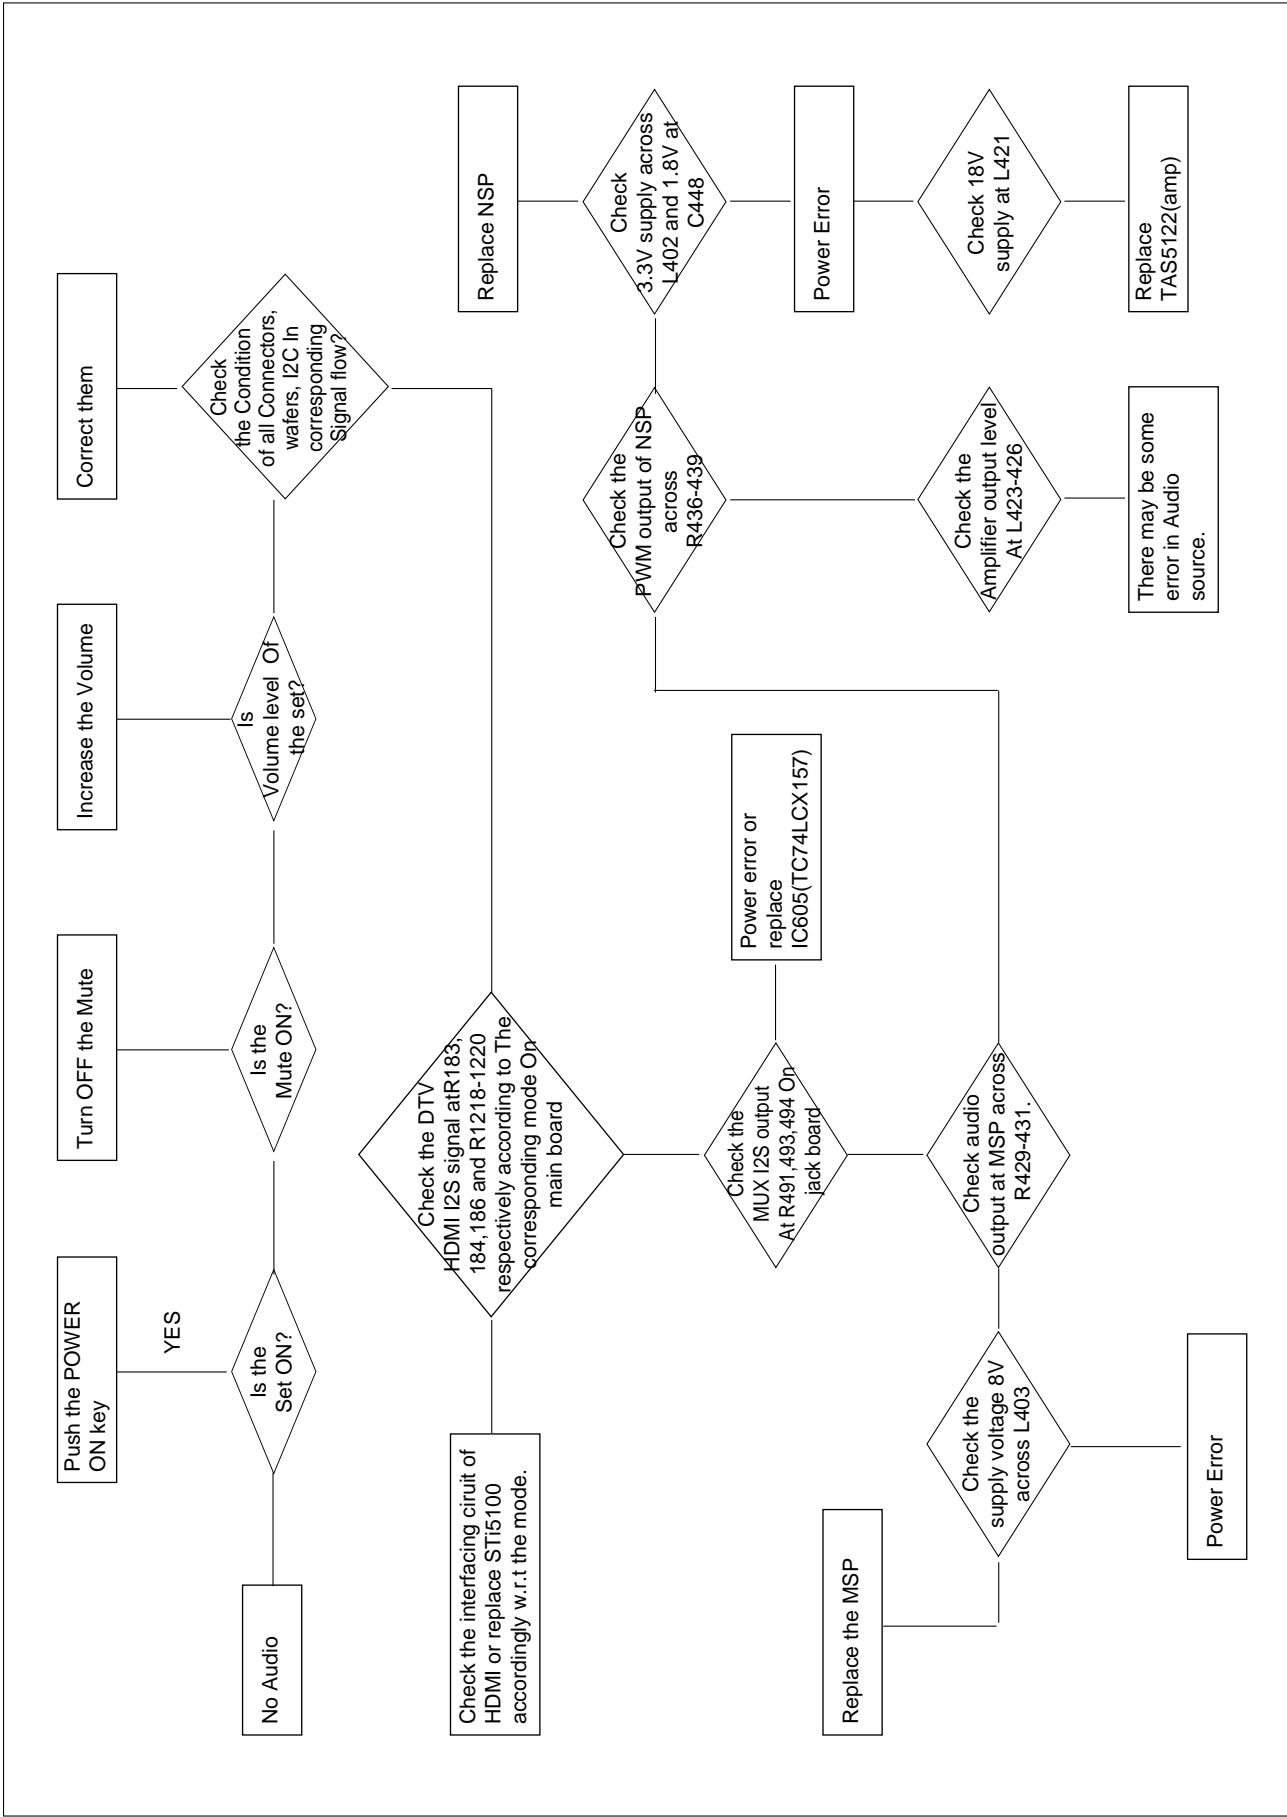 No Audio
Push the POWER
ON key
YES
Is the
Set ON?
Turn OFF the Mute
Is the
Mute ON?
Increase the Volume
Is
Volume level Of
the set?
Correct them
Check
the Condition
of all Connectors,
wafers, I2C In
corresponding
Signal flow?
Check the interfacing ciruit of
HDMI or replace STi5100
accordingly w.r.t the mode.
Check the DTV
HDMI I2S signal atR183,
184,186 and R1218-1220
respectively according to The
corresponding mode On
main board
Check the
MUX I2S output
At R491,493,494 On
jack board
Power error or
replace
IC605(TC74LCX157)
Replace the MSP
Check the
supply voltage 8V
across L403
Power Error
Check audio
output at MSP across
R429-431.
Check the
PWM output of NSP
across
R436-439
Replace NSP
Check
3.3V supply across
L402 and 1.8V at
C448
Power Error
Check the
Amplifier output level
At L423-426
There may be some
error in Audio
source.
Check 18V
supply at L421
Replace
TAS5122(amp)